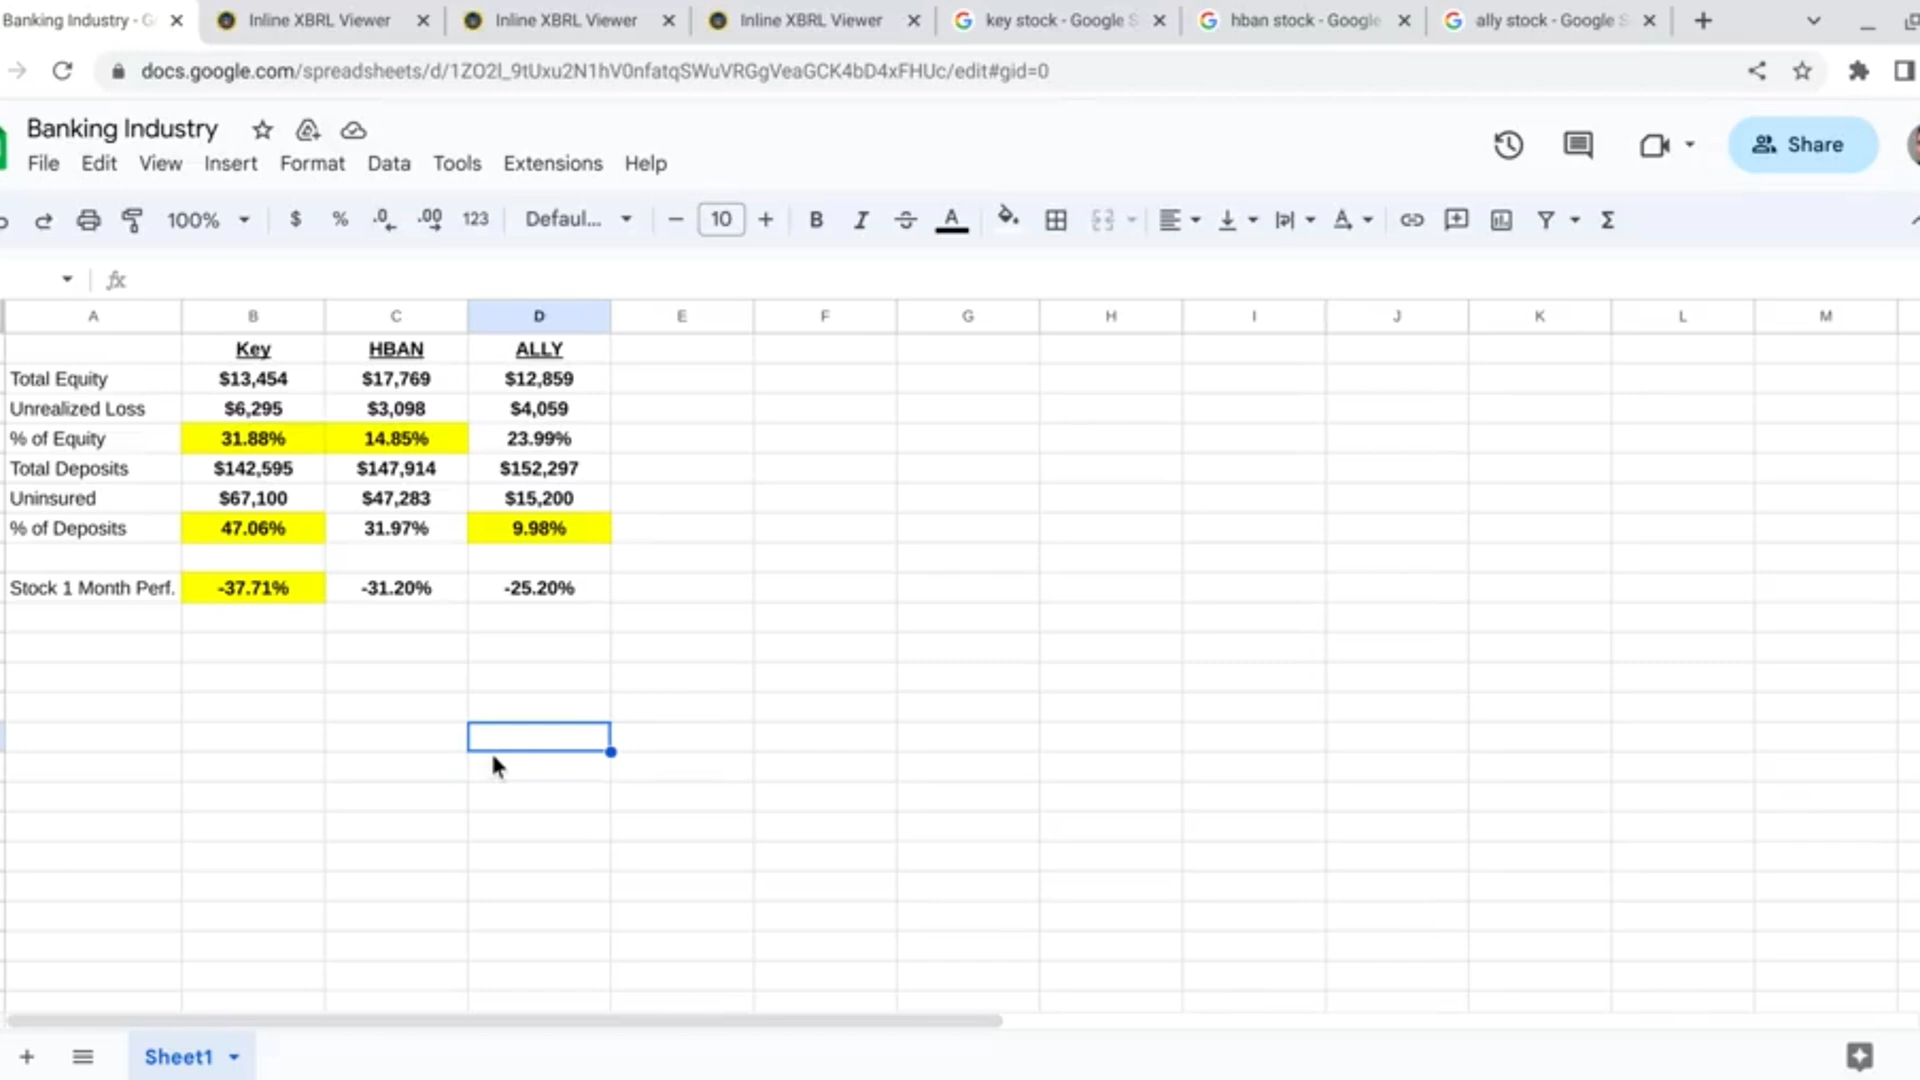 Banking Industry - G
Inline XBRL Viewer
Inline XBRL Viewer
Inline XBRL Viewer
key stock - Google S
hban stock - Google
ally stock - Google S
docs.google.com/spreadsheets/d/1ZO2l_9tUxu2N1hV0nfatqSWuVRGgVeaGCK4bD4xFHUc/edit#gid=0
Banking Industry
File Edit View Insert Format Data Tools Extensions Help
Share
100% $ % .0 .00 123 Defaul... 10 B I A
fx
A B C D E F G H I J K L M
Key HBAN ALLY
Total Equity $13,454 $17,769 $12,859
Unrealized Loss $6,295 $3,098 $4,059
% of Equity 31.88% 14.85% 23.99%
Total Deposits $142,595 $147,914 $152,297
Uninsured $67,100 $47,283 $15,200
% of Deposits 47.06% 31.97% 9.98%
Stock 1 Month Perf. -37.71% -31.20% -25.20%
Sheet1